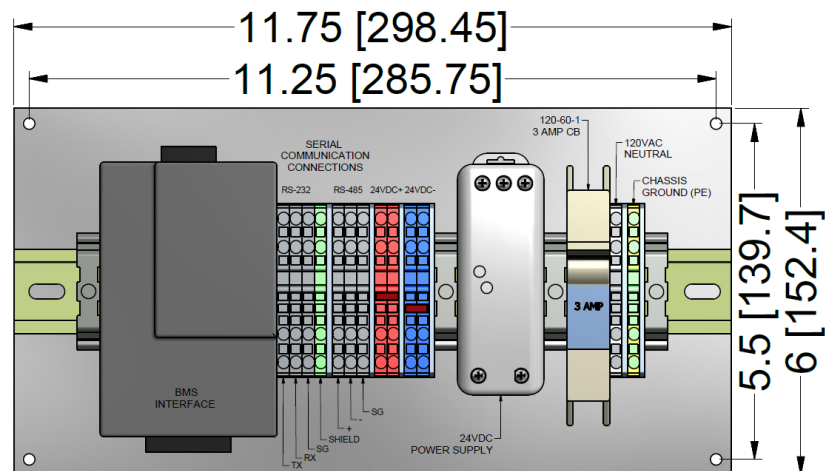 11.75 [298.45]
11.25 [285.75]
SERIAL
COMMUNICATION
CONNECTIONS
RS-232
RS-485
24VDC+
24VDC-
120-60-1
3 AMP CB
120VAC
NEUTRAL
CHASSIS
GROUND (PE)
5.5 [139.7]
6 [152.4]
3 AMP
BMS
INTERFACE
TX
RX
SG
SHIELD
+
-
SG
24VDC
POWER SUPPLY